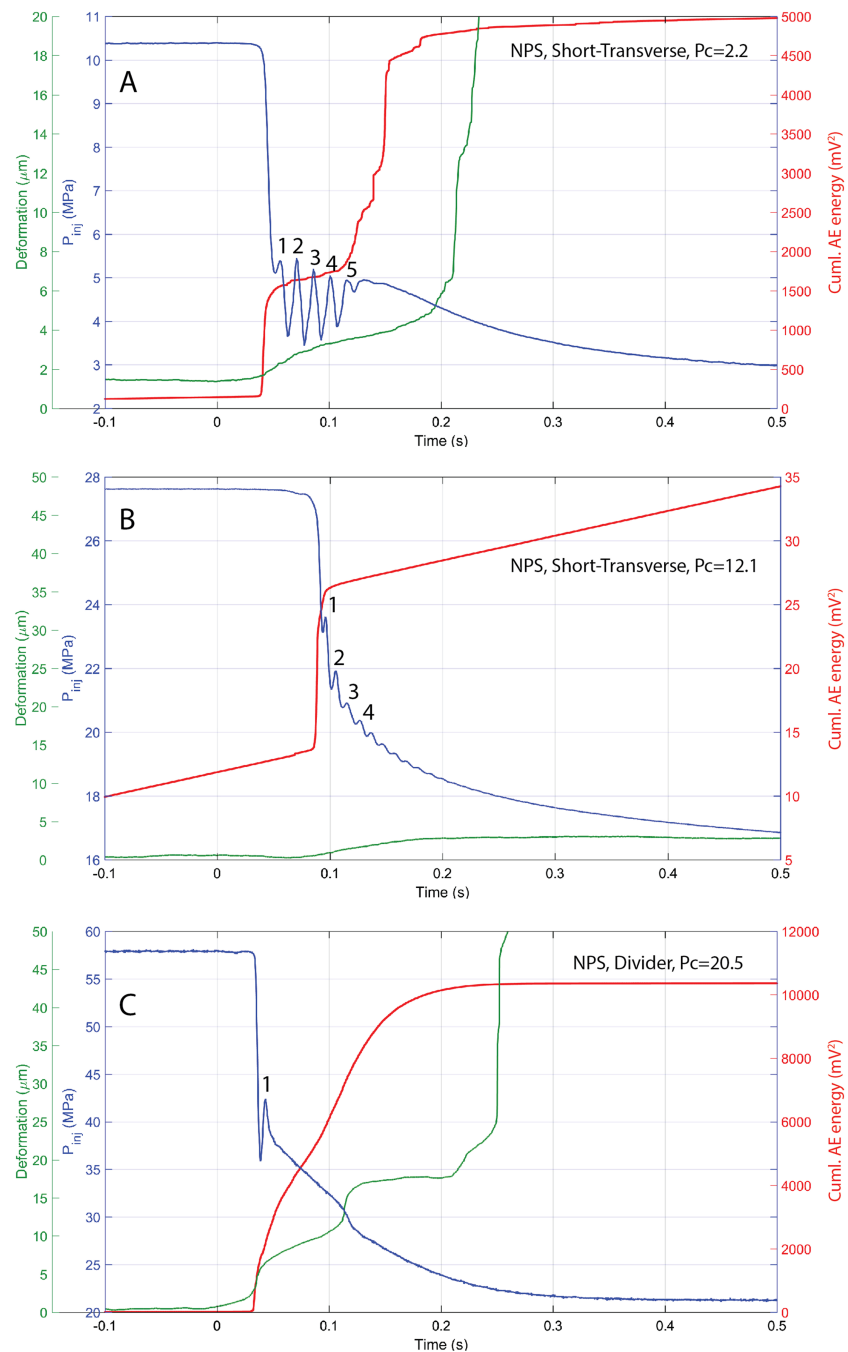 20 11 5000
NPS, Short-Transverse, Pc=2.2
18 10 4500
A
16 9 4000
14 8 3500
12 7 3000
Deformation (μm)
P_inj (MPa)
Cuml. AE energy (mV²)
10 6 2500
1 2 3 4 5
8 5 2000
6 1500
4 4 1000
2 3 500
0 2 0
-0.1 0 0.1 0.2 0.3 0.4 0.5
Time (s)
50 28 35
45
B
40 26 30
NPS, Short-Transverse, Pc=12.1
35
30 24 25
1
Deformation (μm)
P_inj (MPa)
Cuml. AE energy (mV²)
25 22 20
2
20
3
4
15 20 15
10 18 10
5
0 16 5
-0.1 0 0.1 0.2 0.3 0.4 0.5
Time (s)
50 60 12000
NPS, Divider, Pc=20.5
45 55 10000
C
40 50
35 8000
30 45
1
Deformation (μm)
P_inj (MPa)
Cuml. AE energy (mV²)
25 40 6000
20 35 4000
15
10 30 2000
5 25
0 20 0
-0.1 0 0.1 0.2 0.3 0.4 0.5
Time (s)